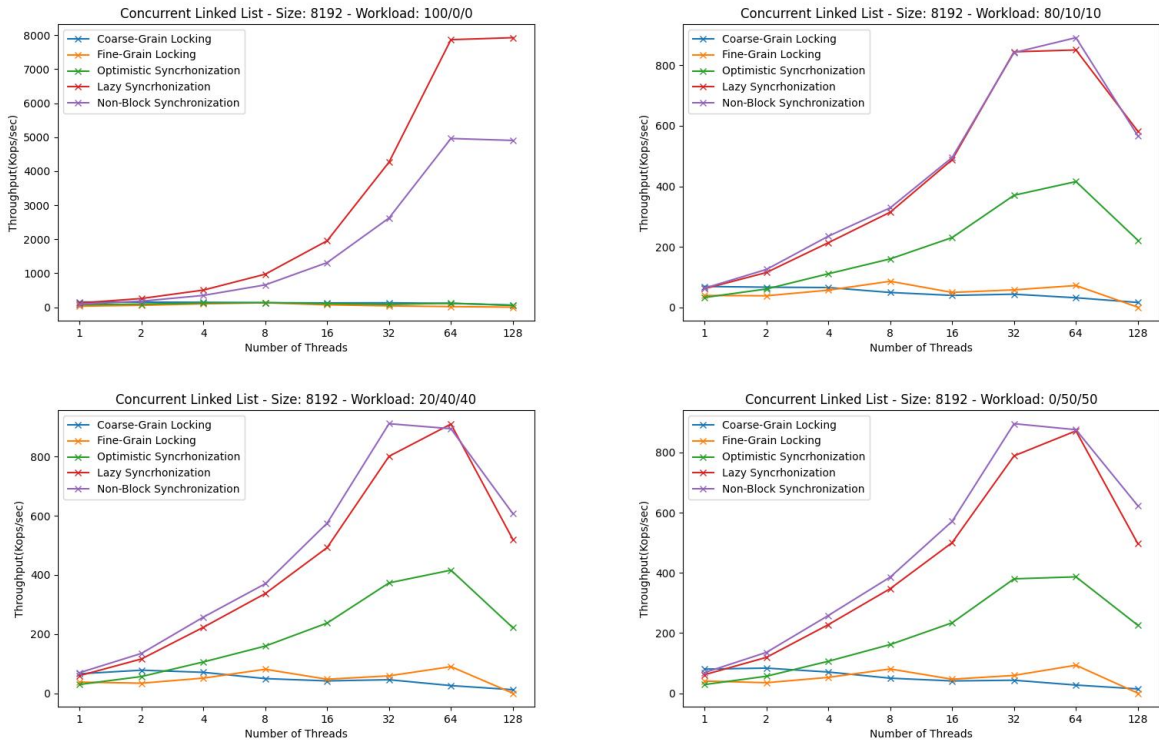 Concurrent Linked List - Size: 8192 - Workload: 100/0/0
Coarse-Grain Locking
Fine-Grain Locking
Optimistic Syncrhonization
Lazy Syncrhonization
Non-Block Synchronization
8000
7000
6000
5000
4000
3000
2000
1000
0
Throughput(Kops/sec)
1 2 4 8 16 32 64 128
Number of Threads
Concurrent Linked List - Size: 8192 - Workload: 80/10/10
Coarse-Grain Locking
Fine-Grain Locking
Optimistic Syncrhonization
Lazy Syncrhonization
Non-Block Synchronization
800
600
400
200
0
Throughput(Kops/sec)
1 2 4 8 16 32 64 128
Number of Threads
Concurrent Linked List - Size: 8192 - Workload: 20/40/40
Coarse-Grain Locking
Fine-Grain Locking
Optimistic Syncrhonization
Lazy Syncrhonization
Non-Block Synchronization
800
600
400
200
0
Throughput(Kops/sec)
1 2 4 8 16 32 64 128
Number of Threads
Concurrent Linked List - Size: 8192 - Workload: 0/50/50
Coarse-Grain Locking
Fine-Grain Locking
Optimistic Syncrhonization
Lazy Syncrhonization
Non-Block Synchronization
800
600
400
200
0
Throughput(Kops/sec)
1 2 4 8 16 32 64 128
Number of Threads